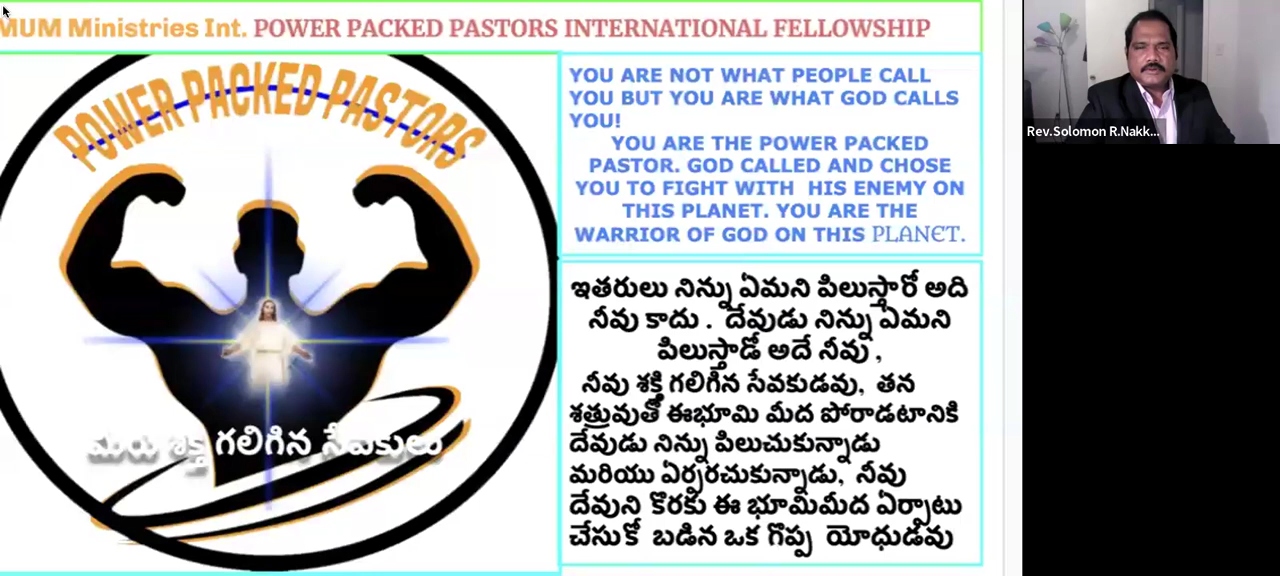 MUM Ministries Int. POWER PACKED PASTORS INTERNATIONAL FELLOWSHIP
POWER PACKED PASTORS
మీరు శక్తి గలిగిన సేవకులు
YOU ARE NOT WHAT PEOPLE CALL
YOU BUT YOU ARE WHAT GOD CALLS
YOU!
YOU ARE THE POWER PACKED
PASTOR. GOD CALLED AND CHOSE
YOU TO FIGHT WITH HIS ENEMY ON
THIS PLANET. YOU ARE THE
WARRIOR OF GOD ON THIS PLANET.
ఇతరులు నిన్ను ఏమని పిలుస్తారో అది
నీవు కాదు . దేవుడు నిన్ను ఏమని
పిలుస్తాడో అదే నీవు ,
నీవు శక్తి గలిగిన సేవకుడవు, తన
శత్రువుతో ఈభూమి మీద పోరాడటానికి
దేవుడు నిన్ను పిలుచుకున్నాడు
మరియు ఏర్పరచుకున్నాడు, నీవు
దేవుని కొరకు ఈ భూమిమీద ఏర్పాటు
చేసుకో బడిన ఒక గొప్ప యోధుడవు
Rev.Solomon R.Nakk...